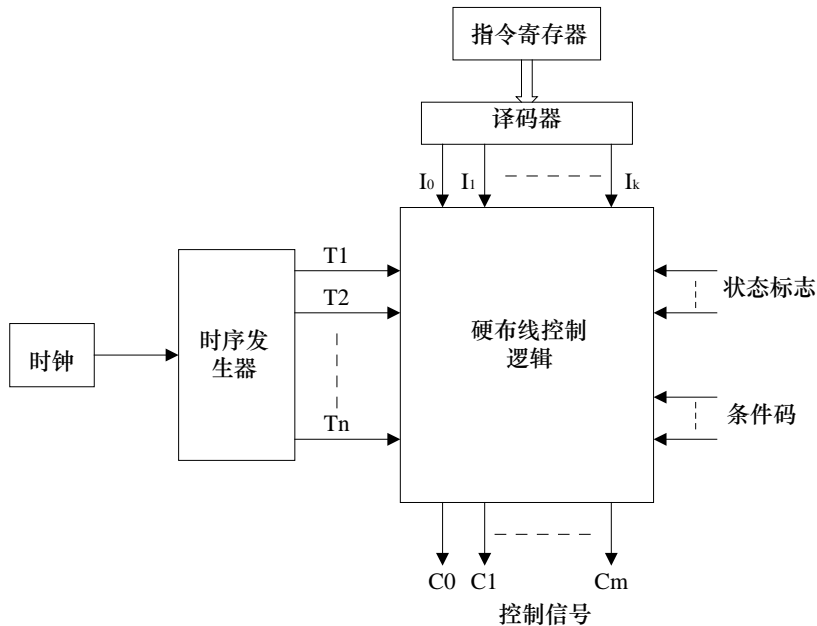 指令寄存器
译码器
I0 I1 Ik
T1
T2
Tn
时钟
时序发
生器
硬布线控制
逻辑
状态标志
条件码
C0 C1 Cm
控制信号